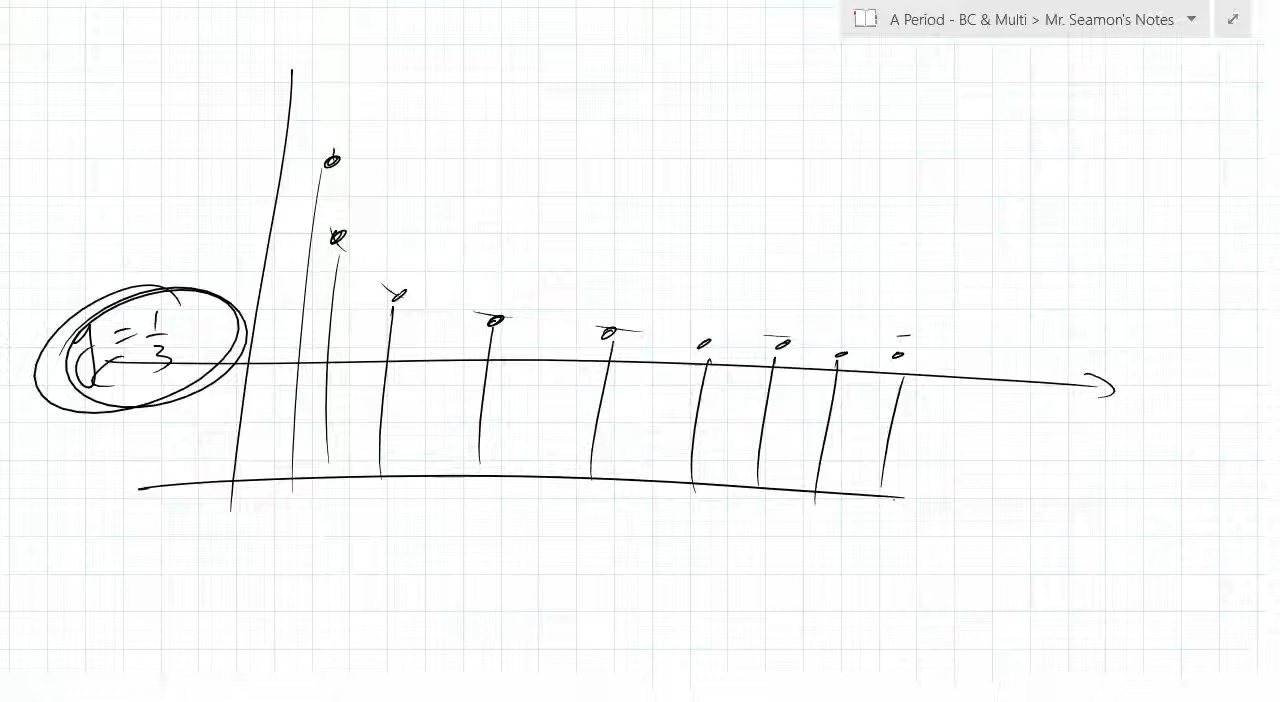 A Period - BC & Multi > Mr. Seamon's Notes
= 1/3